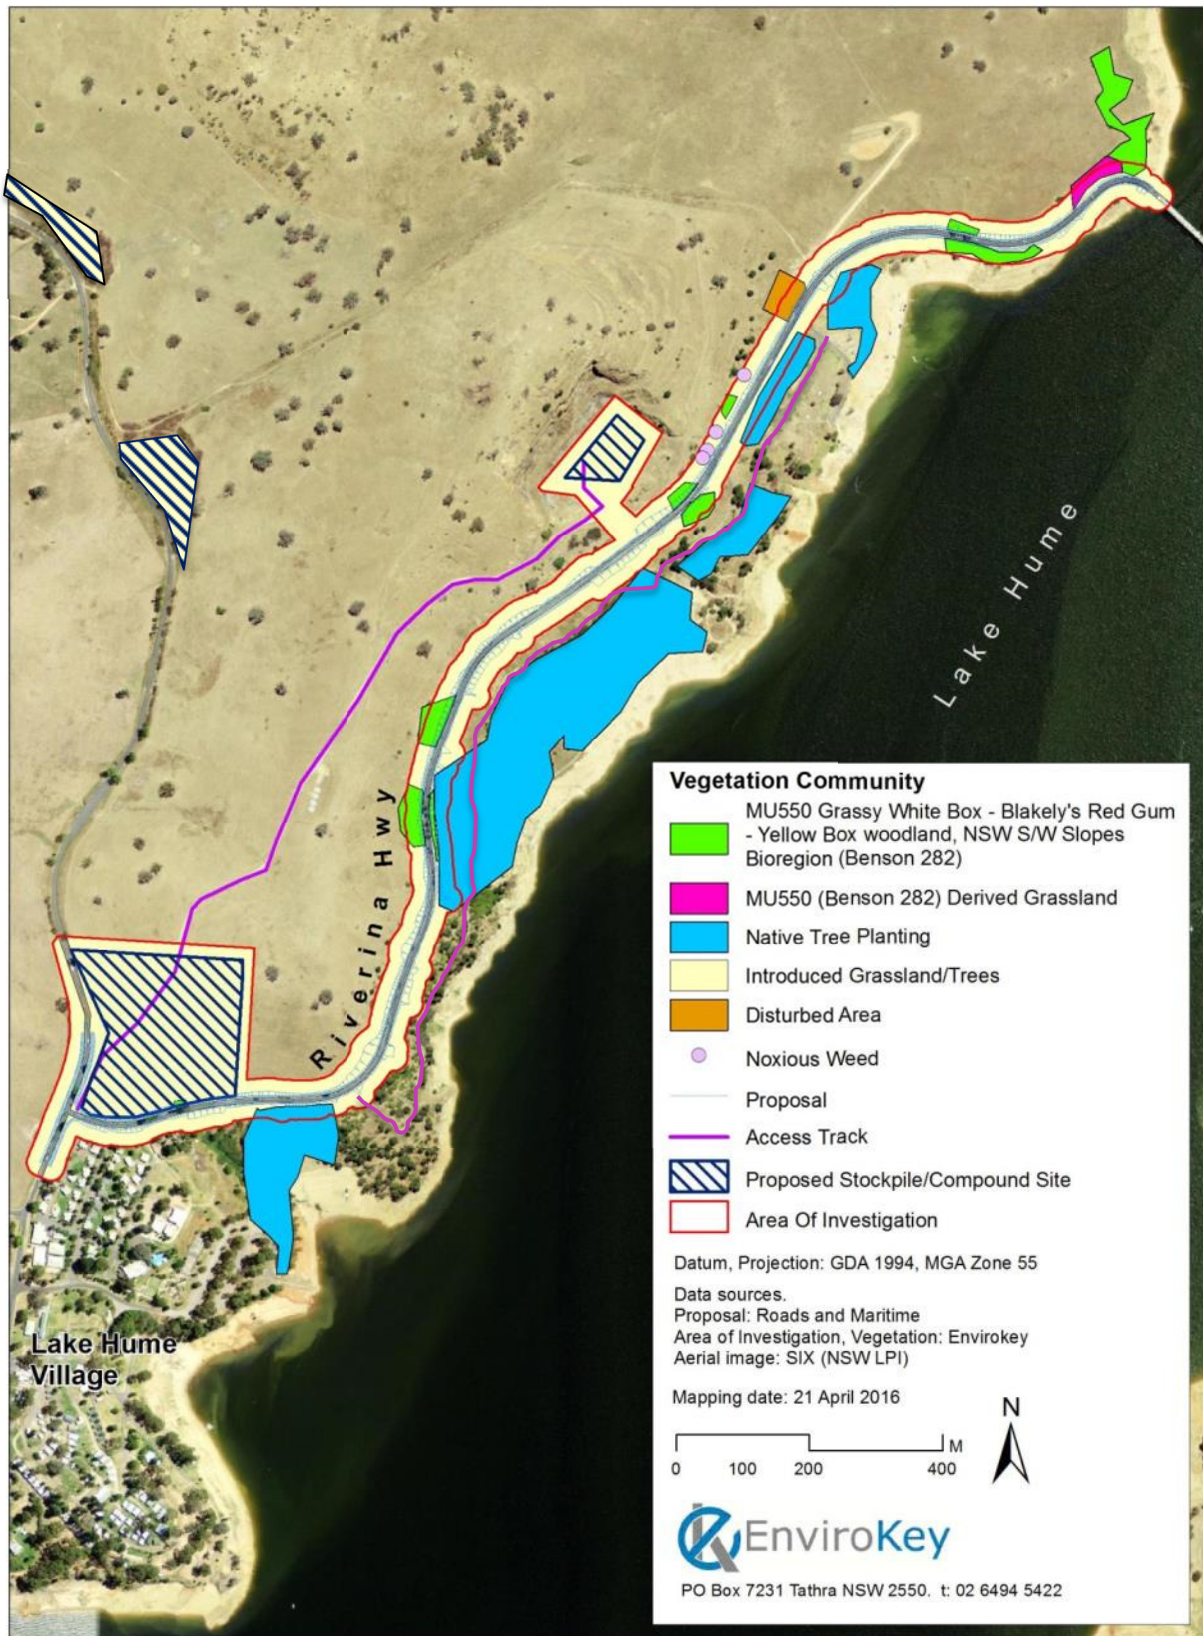 Lake Hume
Riverina Hwy
Lake Hume
Village
Vegetation Community
MU550 Grassy White Box - Blakely's Red Gum
- Yellow Box woodland, NSW S/W Slopes
Bioregion (Benson 282)
MU550 (Benson 282) Derived Grassland
Native Tree Planting
Introduced Grassland/Trees
Disturbed Area
Noxious Weed
Proposal
Access Track
Proposed Stockpile/Compound Site
Area Of Investigation
Datum, Projection: GDA 1994, MGA Zone 55
Data sources.
Proposal: Roads and Maritime
Area of Investigation, Vegetation: Envirokey
Aerial image: SIX (NSW LPI)
Mapping date: 21 April 2016
N
M
0 100 200 400
EnviroKey
PO Box 7231 Tathra NSW 2550. t: 02 6494 5422